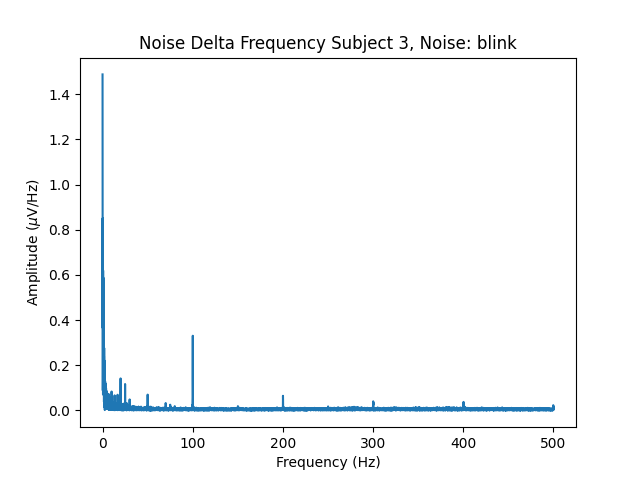 Noise Delta Frequency Subject 3, Noise: blink
Amplitude (μV/Hz)
1.4
1.2
1.0
0.8
0.6
0.4
0.2
0.0
0 100 200 300 400 500
Frequency (Hz)